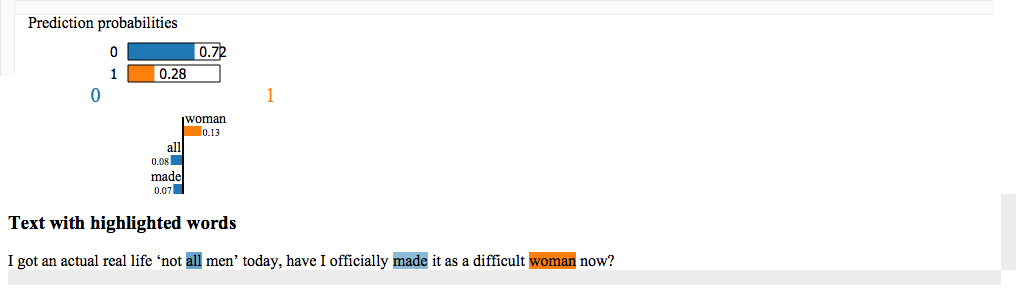 Prediction probabilities
0 0.72
1 0.28
0 1
woman
0.13
all
0.08
made
0.07
Text with highlighted words
I got an actual real life ‘not all men’ today, have I officially made it as a difficult woman now?